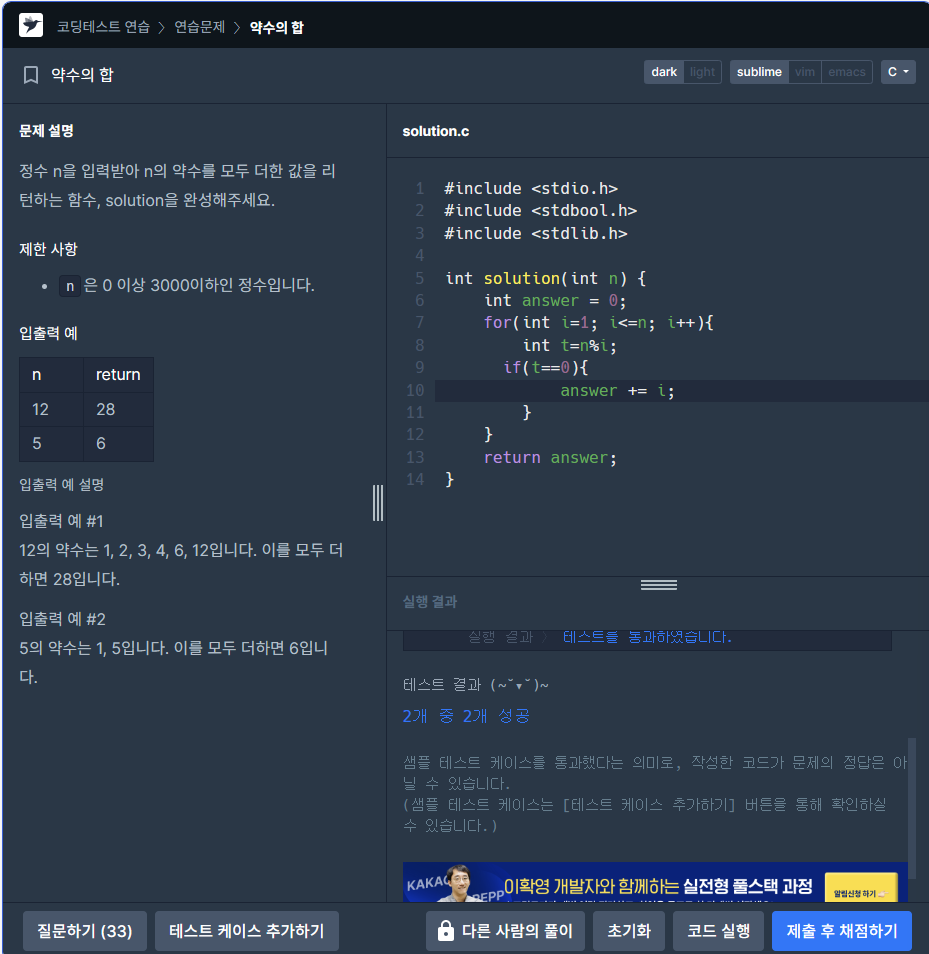 코딩테스트 연습 > 연습문제 > 약수의 합
약수의 합
dark light sublime vim emacs C
문제 설명
정수 n을 입력받아 n의 약수를 모두 더한 값을 리
턴하는 함수, solution을 완성해주세요.
제한 사항
• n 은 0 이상 3000이하인 정수입니다.
입출력 예
n return
12 28
5 6
입출력 예 설명
입출력 예 #1
12의 약수는 1, 2, 3, 4, 6, 12입니다. 이를 모두 더
하면 28입니다.
입출력 예 #2
5의 약수는 1, 5입니다. 이를 모두 더하면 6입니
다.
solution.c
1 #include <stdio.h>
2 #include <stdbool.h>
3 #include <stdlib.h>
4
5 int solution(int n) {
6     int answer = 0;
7     for(int i=1; i<=n; i++){
8         int t=n%i;
9       if(t==0){
10             answer += i;
11         }
12     }
13     return answer;
14 }
실행 결과
실행 결과 > 테스트를 통과하였습니다.
테스트 결과 (~˘▾˘)~
2개 중 2개 성공
샘플 테스트 케이스를 통과했다는 의미로, 작성한 코드가 문제의 정답은 아
닐 수 있습니다.
(샘플 테스트 케이스는 [테스트 케이스 추가하기] 버튼을 통해 확인하실
수 있습니다.)
이확영 개발자와 함께하는 실전형 풀스택 과정
알림신청 하기
질문하기 (33) 테스트 케이스 추가하기 다른 사람의 풀이 초기화 코드 실행 제출 후 채점하기